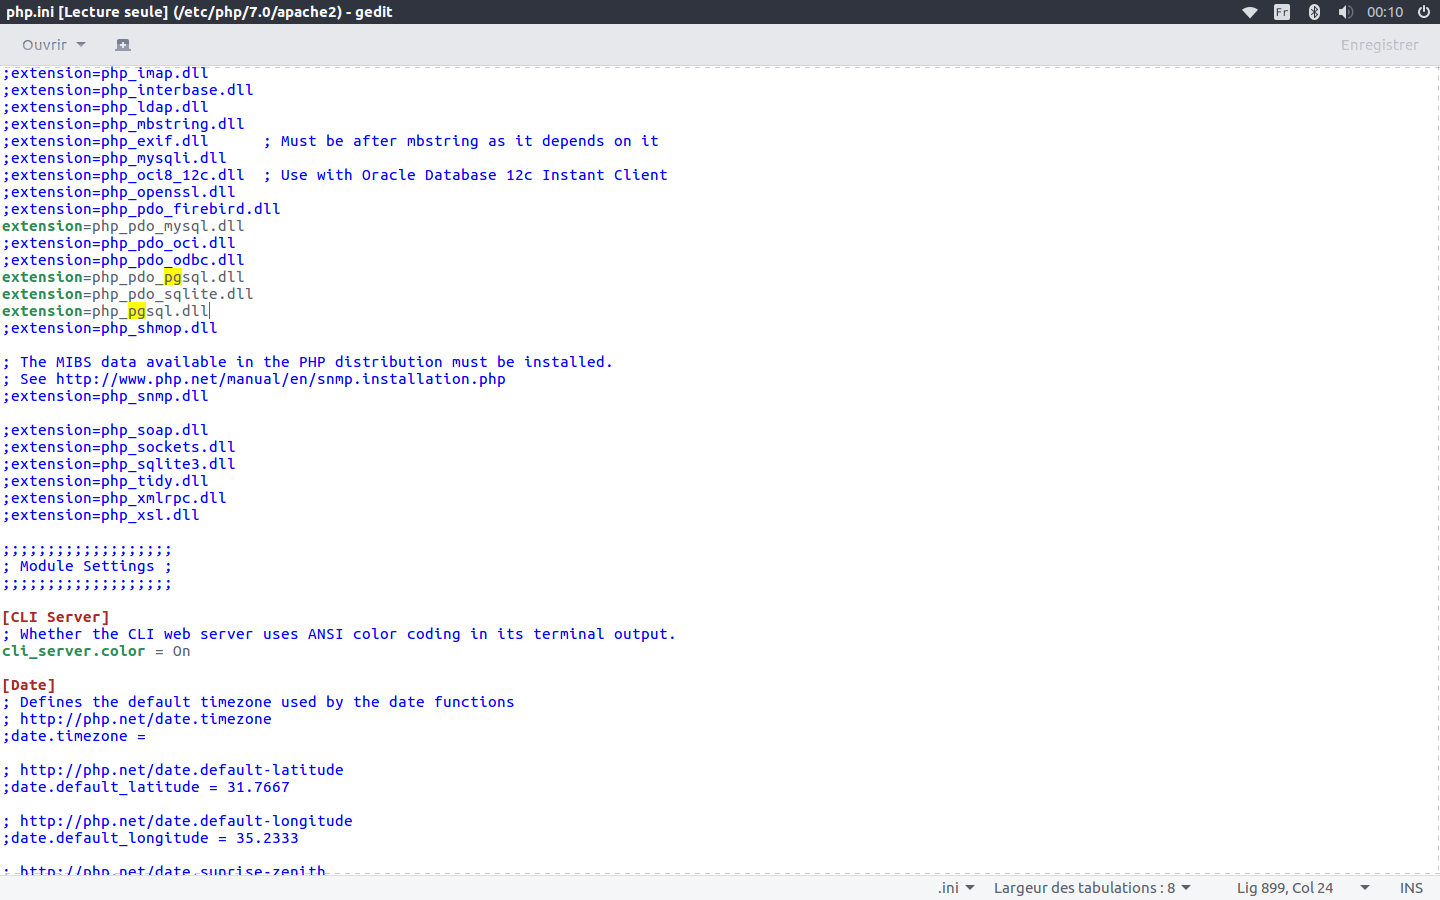 php.ini [Lecture seule] (/etc/php/7.0/apache2) - gedit
Fr
00:10
Ouvrir
Enregistrer
;extension=php_imap.dll
;extension=php_interbase.dll
;extension=php_ldap.dll
;extension=php_mbstring.dll
;extension=php_exif.dll      ; Must be after mbstring as it depends on it
;extension=php_mysqli.dll
;extension=php_oci8_12c.dll  ; Use with Oracle Database 12c Instant Client
;extension=php_openssl.dll
;extension=php_pdo_firebird.dll
extension=php_pdo_mysql.dll
;extension=php_pdo_oci.dll
;extension=php_pdo_odbc.dll
extension=php_pdo_pgsql.dll
extension=php_pdo_sqlite.dll
extension=php_pgsql.dll
;extension=php_shmop.dll
; The MIBS data available in the PHP distribution must be installed.
; See http://www.php.net/manual/en/snmp.installation.php
;extension=php_snmp.dll
;extension=php_soap.dll
;extension=php_sockets.dll
;extension=php_sqlite3.dll
;extension=php_tidy.dll
;extension=php_xmlrpc.dll
;extension=php_xsl.dll
;;;;;;;;;;;;;;;;;;;
; Module Settings ;
;;;;;;;;;;;;;;;;;;;
[CLI Server]
; Whether the CLI web server uses ANSI color coding in its terminal output.
cli_server.color = On
[Date]
; Defines the default timezone used by the date functions
; http://php.net/date.timezone
;date.timezone =
; http://php.net/date.default-latitude
;date.default_latitude = 31.7667
; http://php.net/date.default-longitude
;date.default_longitude = 35.2333
; http://php.net/date.sunrise-zenith
.ini
Largeur des tabulations : 8
Lig 899, Col 24
INS